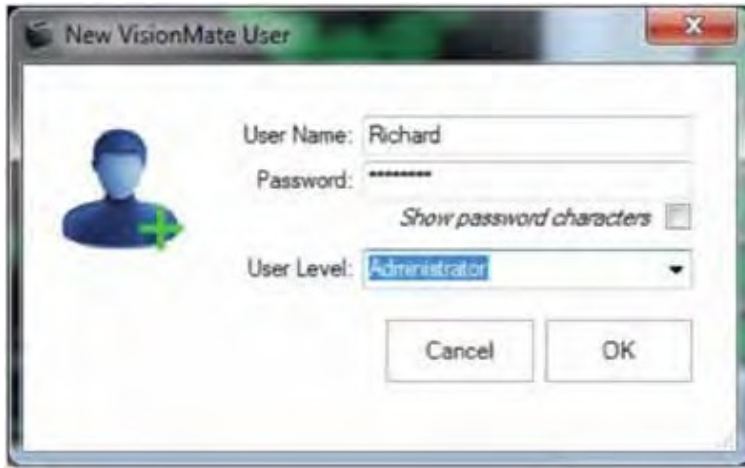 New VisionMate User
User Name: Richard
Password: ••••••••
Show password characters
User Level: Administrator
Cancel OK